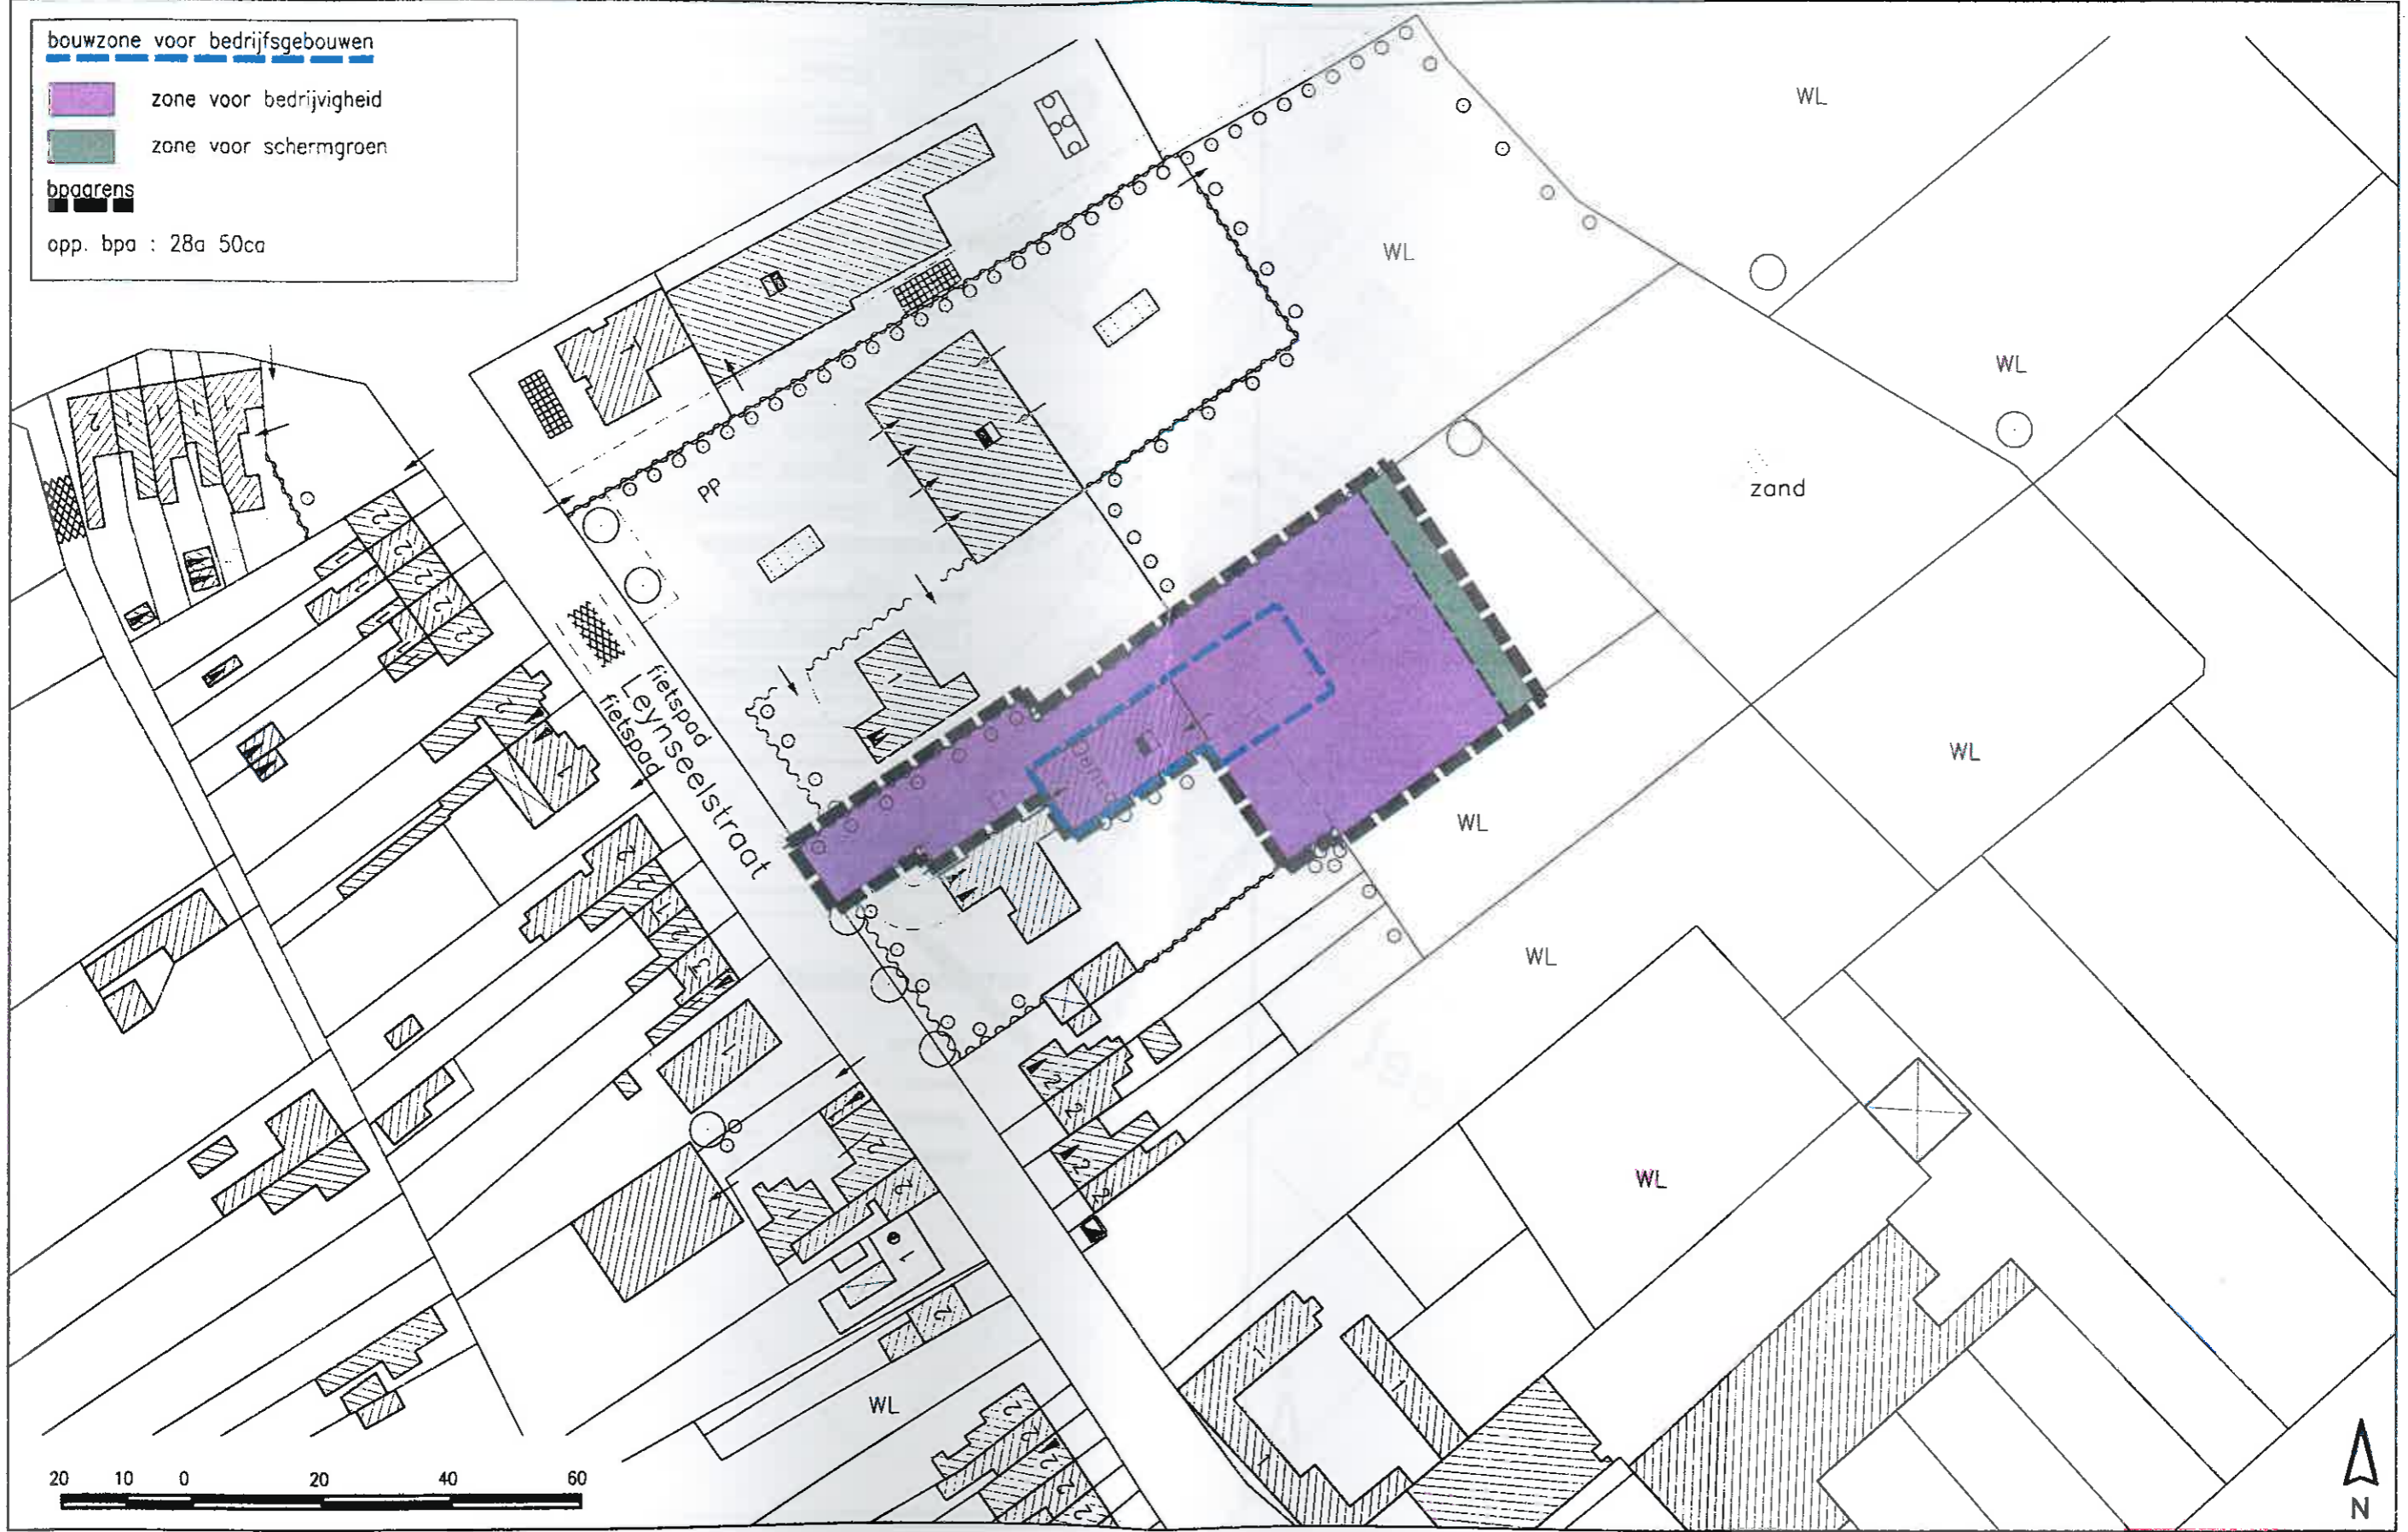 bouwzone voor bedrijfsgebouwen
zone voor bedrijvigheid
zone voor schermgroen
bpagrens
opp. bpa : 28a 50ca
WL
WL
WL
PP
zand
fietspad
Leynseelstraat
fietspad
WL
WL
WL
WL
WL
20 10 0 20 40 60
N